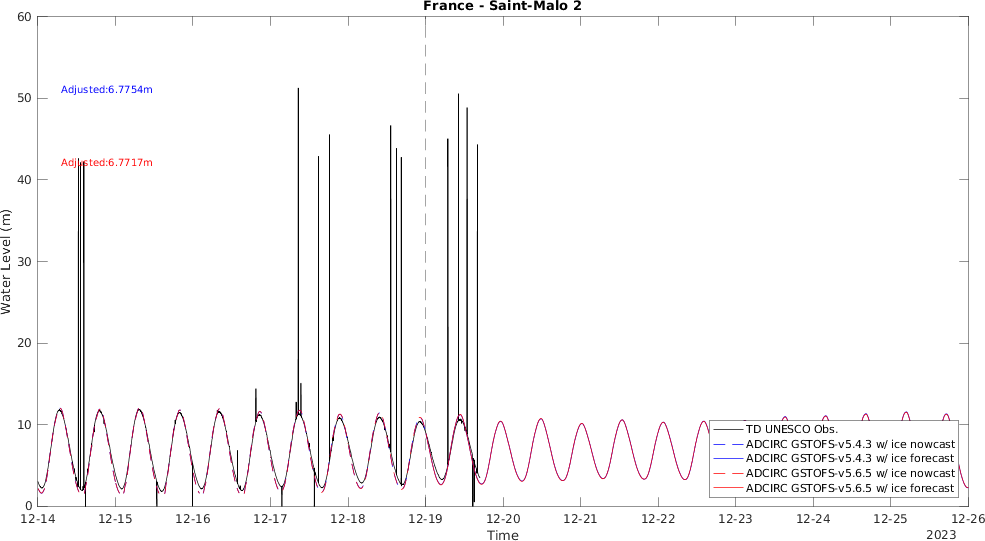 France - Saint-Malo 2
60
50
40
30
20
10
0
Water Level (m)
Adjusted:6.7754m
Adjusted:6.7717m
TD UNESCO Obs.
ADCIRC GSTOFS-v5.4.3 w/ ice nowcast
ADCIRC GSTOFS-v5.4.3 w/ ice forecast
ADCIRC GSTOFS-v5.6.5 w/ ice nowcast
ADCIRC GSTOFS-v5.6.5 w/ ice forecast
12-14 12-15 12-16 12-17 12-18 12-19 12-20 12-21 12-22 12-23 12-24 12-25 12-26
Time
2023